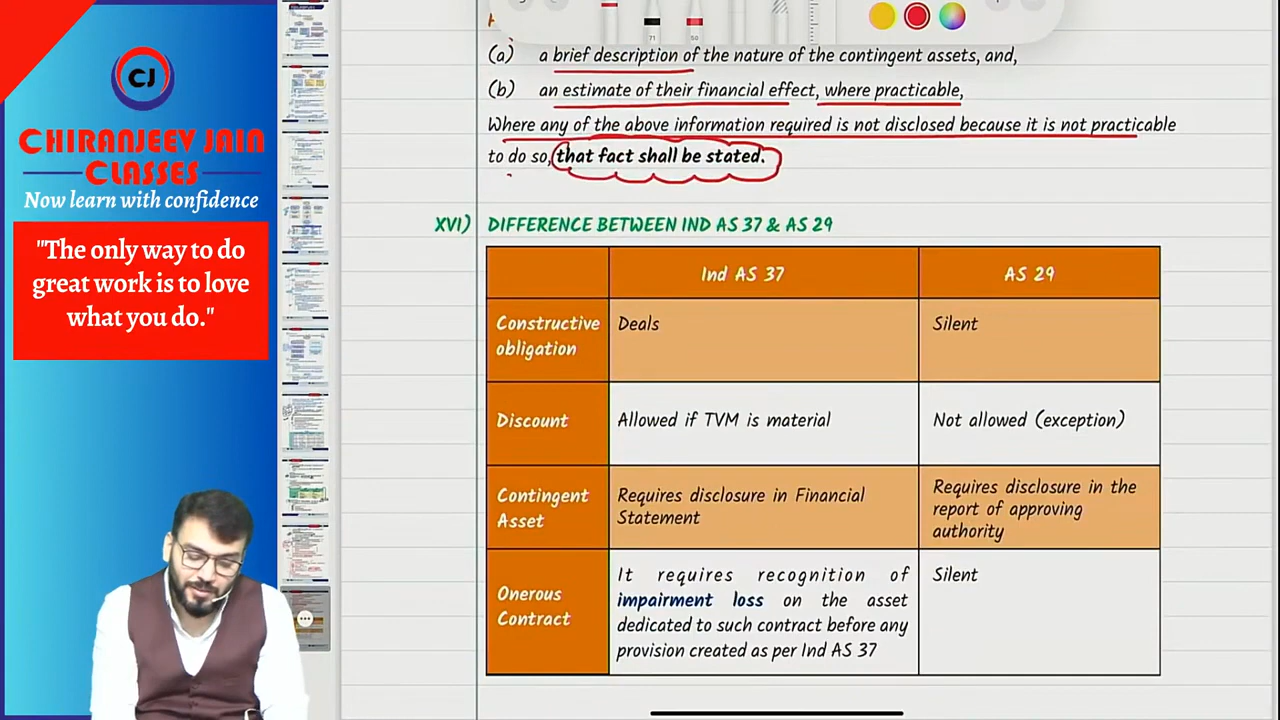 CJ
CHIRANJEEV JAIN
CLASSES
Now learn with confidence
"The only way to do
great work is to love
what you do."
71
50
(a) a brief description of the nature of the contingent assets, and,
(b) an estimate of their financial effect, where practicable,
Where any of the above information required is not disclosed because it is not practicable
to do so, that fact should be stated.
XVI) DIFFERENCE BETWEEN IND AS 37 & AS 29
Ind AS 37
AS 29
Constructive
obligation
Deals
Silent
Discount
Allowed if TVM is material
Not allowed (exception)
Contingent
Asset
Requires disclosure in Financial
Statement
Requires disclosure in the
report of approving
authority
Onerous
Contract
It requires recognition of
impairment loss on the asset
dedicated to such contract before any
provision created as per Ind AS 37
Silent